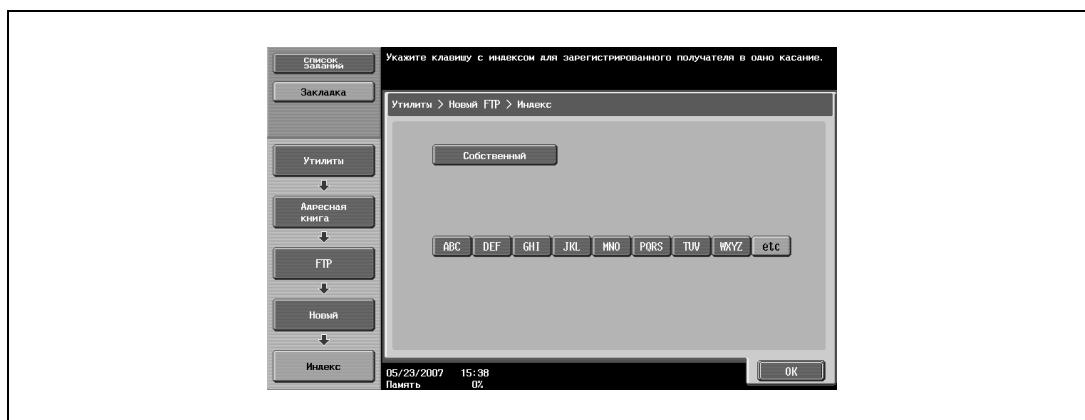 Список
заданий
Закладка
Утилиты
Адресная
книга
FTP
Новый
Индекс
Укажите клавишу с индексом для зарегистрированного получателя в одно касание.
Утилиты > Новый FTP > Индекс
Собственный
ABC DEF GHI JKL MNO PQRS TUV WXYZ etc
05/23/2007 15:38
Память 0%
OK